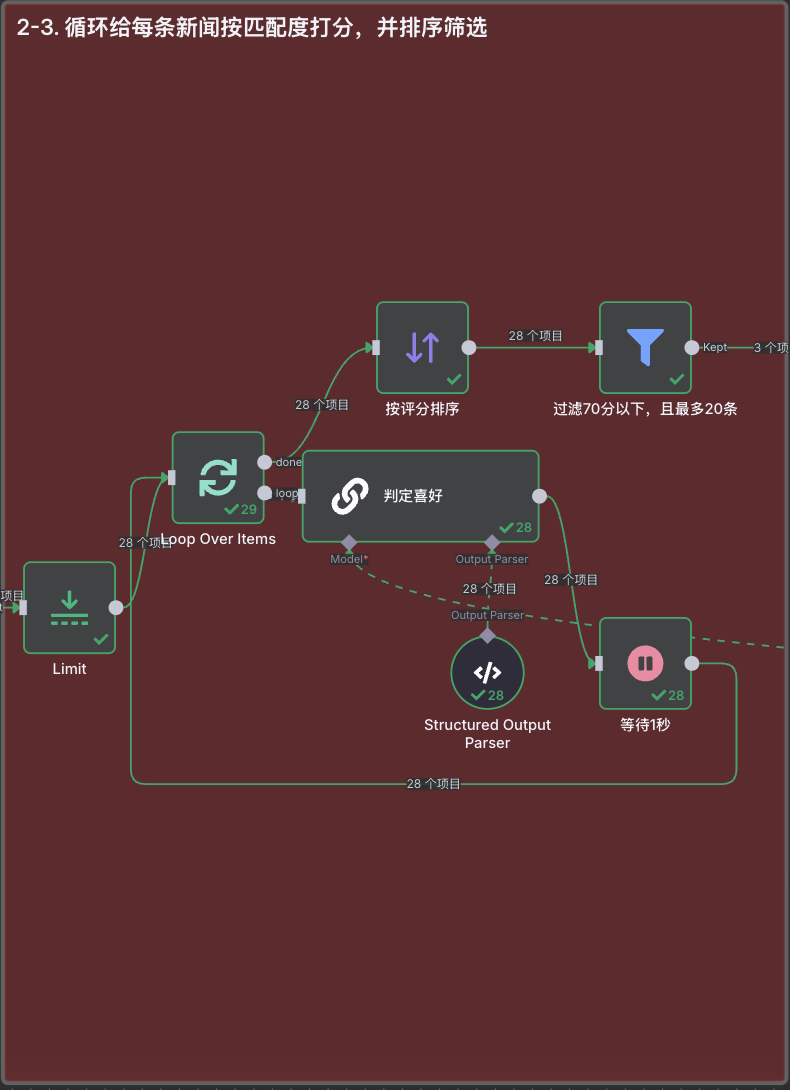 2-3. 循环给每条新闻按匹配度打分，并排序筛选
28 个项目
Kept
3 个项
按评分排序
过滤70分以下，且最多20条
28 个项目
done
loop
29
Loop Over Items
判定喜好
28
28 个项目
Model*
Output Parser
28 个项目
28 个项目
项目
t
Limit
Output Parser
28
Structured Output
Parser
28
等待1秒
28 个项目